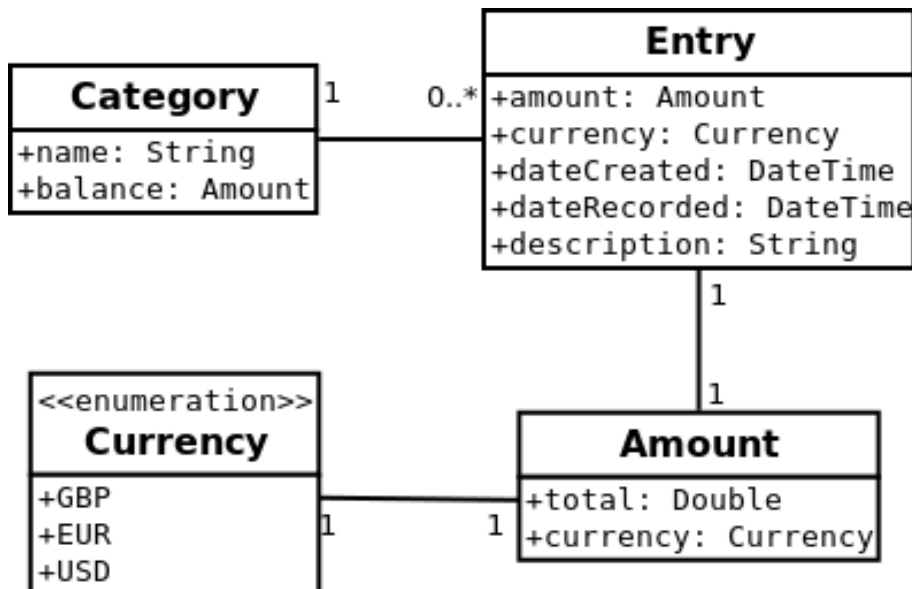 Category
+name: String
+balance: Amount
1
0..*
Entry
+amount: Amount
+currency: Currency
+dateCreated: DateTime
+dateRecorded: DateTime
+description: String
1
1
<<enumeration>>
Currency
+GBP
+EUR
+USD
1
1
Amount
+total: Double
+currency: Currency